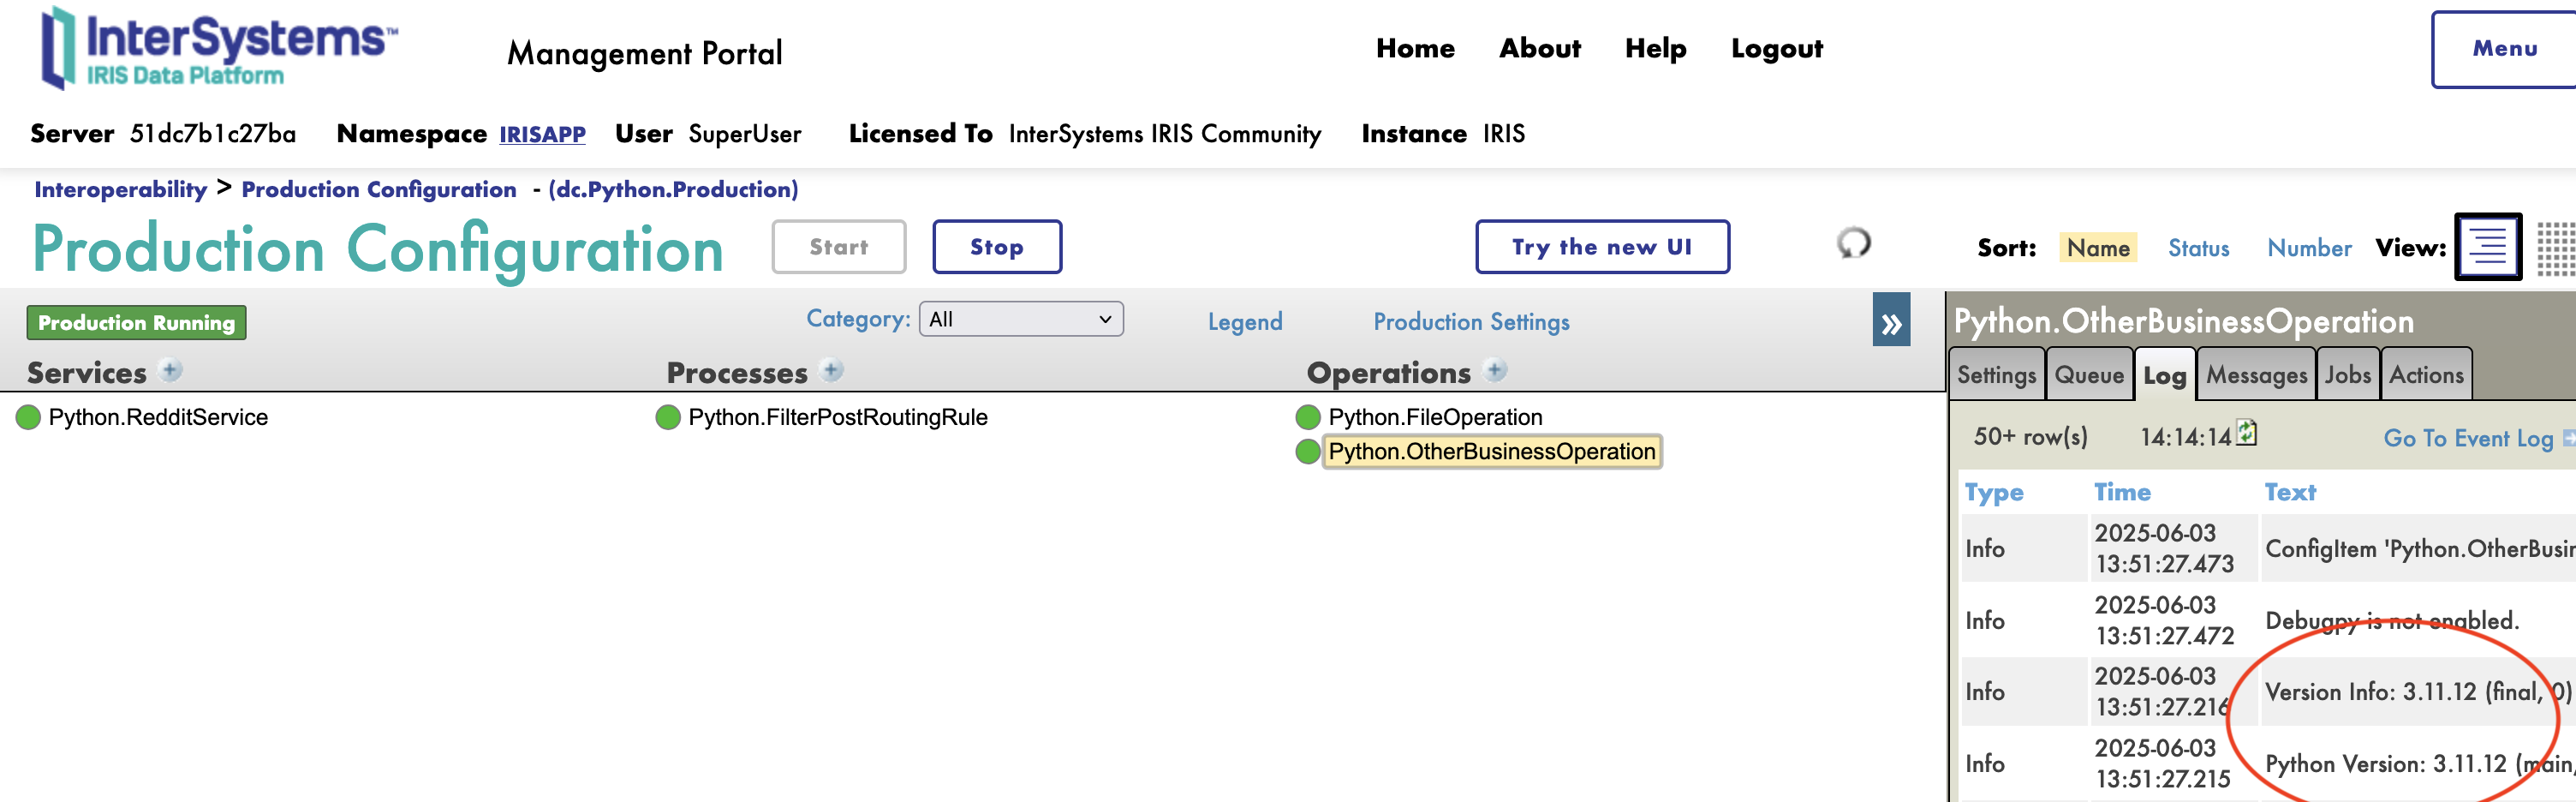 InterSystems™
IRIS Data Platform
Management Portal
Home About Help Logout
Menu
Server 51dc7b1c27ba Namespace IRISAPP User SuperUser Licensed To InterSystems IRIS Community Instance IRIS
Interoperability > Production Configuration - (dc.Python.Production)
Production Configuration
Start Stop Try the new UI
Sort: Name Status Number View:
Production Running
Category: All Legend Production Settings »
Services Processes Operations
Python.RedditService
Python.FilterPostRoutingRule
Python.FileOperation
Python.OtherBusinessOperation
Python.OtherBusinessOperation
Settings Queue Log Messages Jobs Actions
50+ row(s) 14:14:14 Go To Event Log
Type Time Text
Info 2025-06-03 13:51:27.473 ConfigItem 'Python.OtherBusin
Info 2025-06-03 13:51:27.472 Debugpy is not enabled.
Info 2025-06-03 13:51:27.216 Version Info: 3.11.12 (final, 0)
Info 2025-06-03 13:51:27.215 Python Version: 3.11.12 (main,